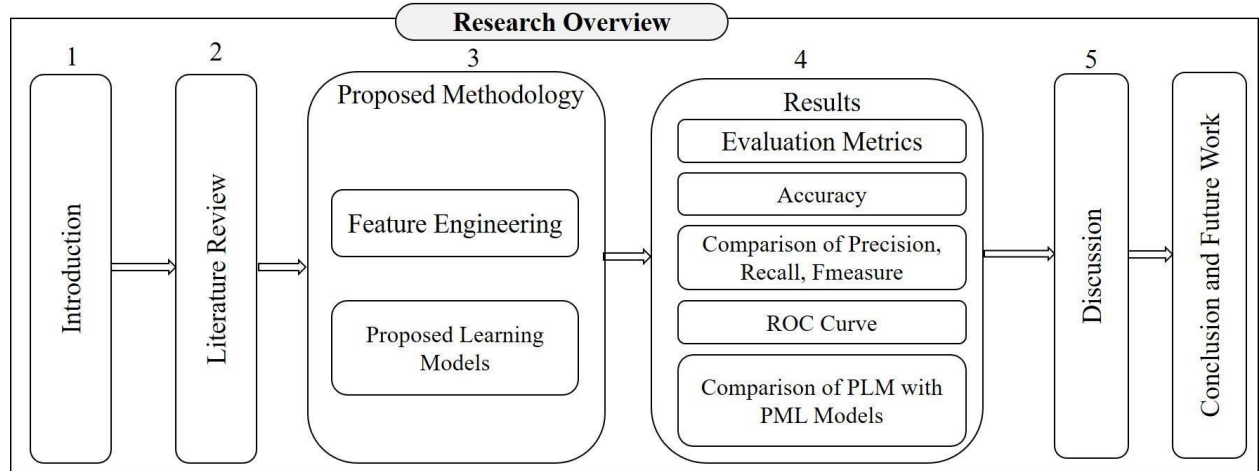 Research Overview
1
Introduction
2
Literature Review
3
Proposed Methodology
Feature Engineering
Proposed Learning
Models
4
Results
Evaluation Metrics
Accuracy
Comparison of Precision,
Recall, Fmeasure
ROC Curve
Comparison of PLM with
PML Models
5
Discussion
Conclusion and Future Work